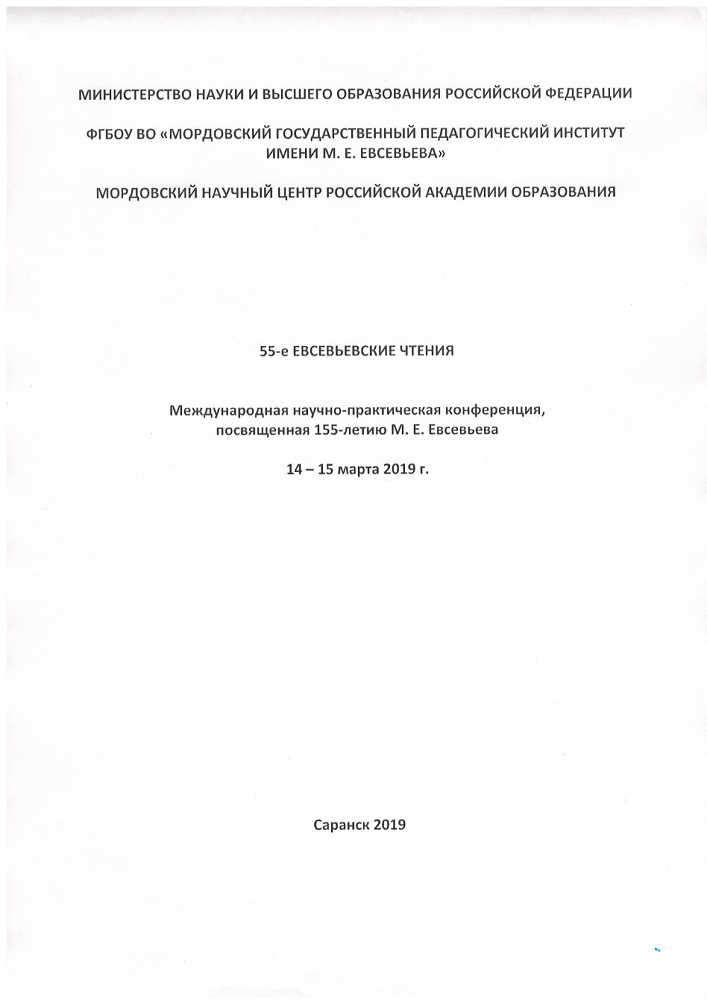 МИНИСТЕРСТВО НАУКИ И ВЫСШЕГО ОБРАЗОВАНИЯ РОССИЙСКОЙ ФЕДЕРАЦИИ
ФГБОУ ВО «МОРДОВСКИЙ ГОСУДАРСТВЕННЫЙ ПЕДАГОГИЧЕСКИЙ ИНСТИТУТ
ИМЕНИ М. Е. ЕВСЕВЬЕВА»
МОРДОВСКИЙ НАУЧНЫЙ ЦЕНТР РОССИЙСКОЙ АКАДЕМИИ ОБРАЗОВАНИЯ
55-е ЕВСЕВЬЕВСКИЕ ЧТЕНИЯ
Международная научно-практическая конференция,
посвященная 155-летию М. Е. Евсевьева
14 – 15 марта 2019 г.
Саранск 2019